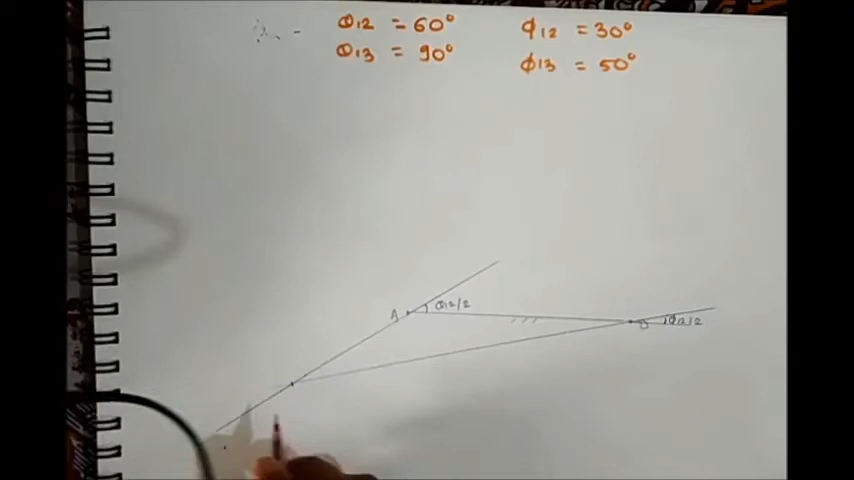 θ12 = 60° φ12 = 30°
θ13 = 90° φ13 = 50°
A θ12/2
D φ12/2